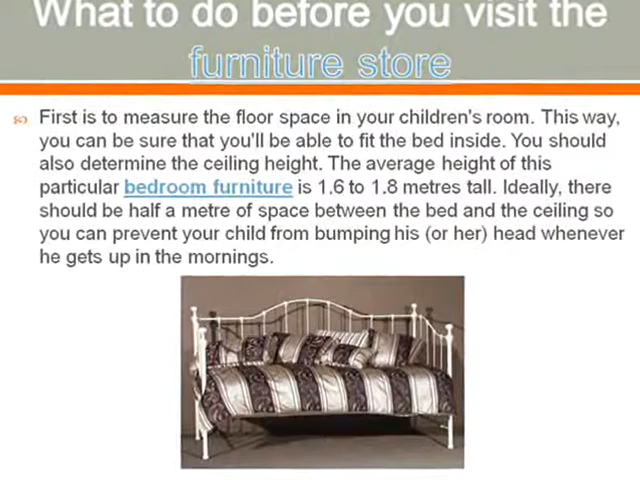 What to do before you visit the
furniture store
First is to measure the floor space in your children's room. This way,
you can be sure that you'll be able to fit the bed inside. You should
also determine the ceiling height. The average height of this
particular bedroom furniture is 1.6 to 1.8 metres tall. Ideally, there
should be half a metre of space between the bed and the ceiling so
you can prevent your child from bumping his (or her) head whenever
he gets up in the mornings.